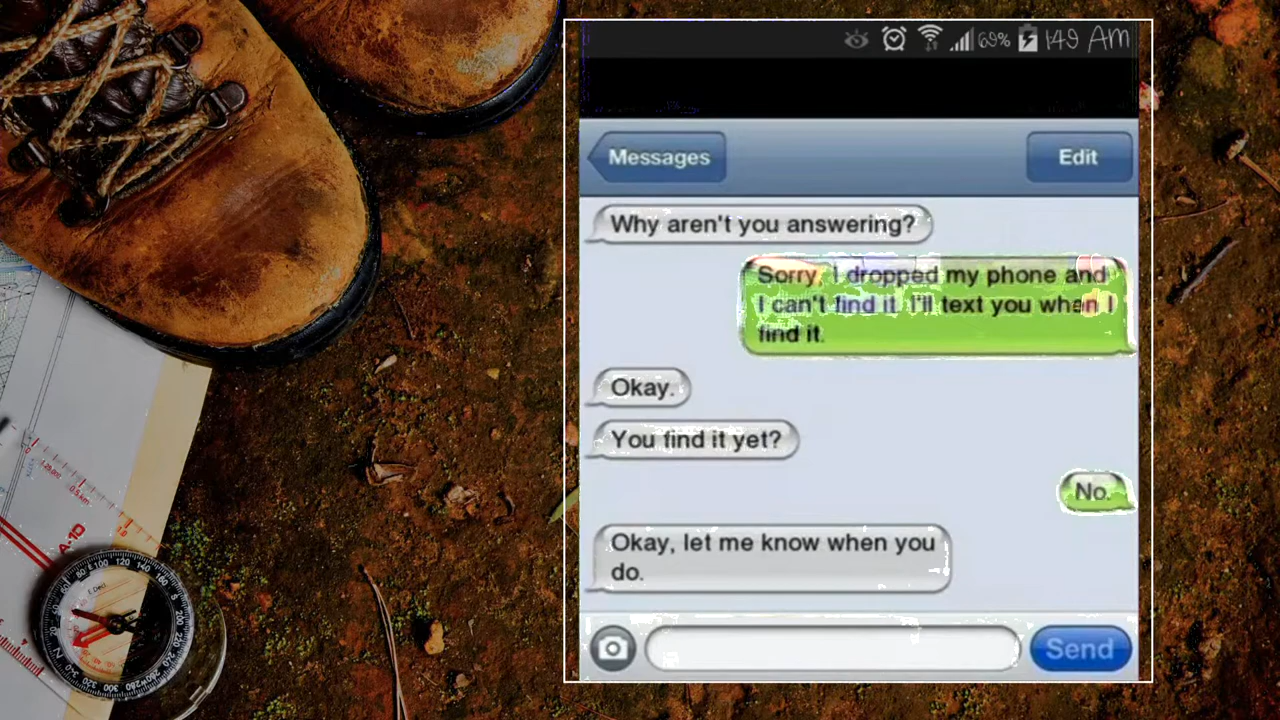 69% 1:49 AM
Messages
Edit
Why aren't you answering?
Sorry, I dropped my phone and
I can't find it. I'll text you when I
find it.
Okay.
You find it yet?
No.
Okay, let me know when you
do.
Send
A-1D